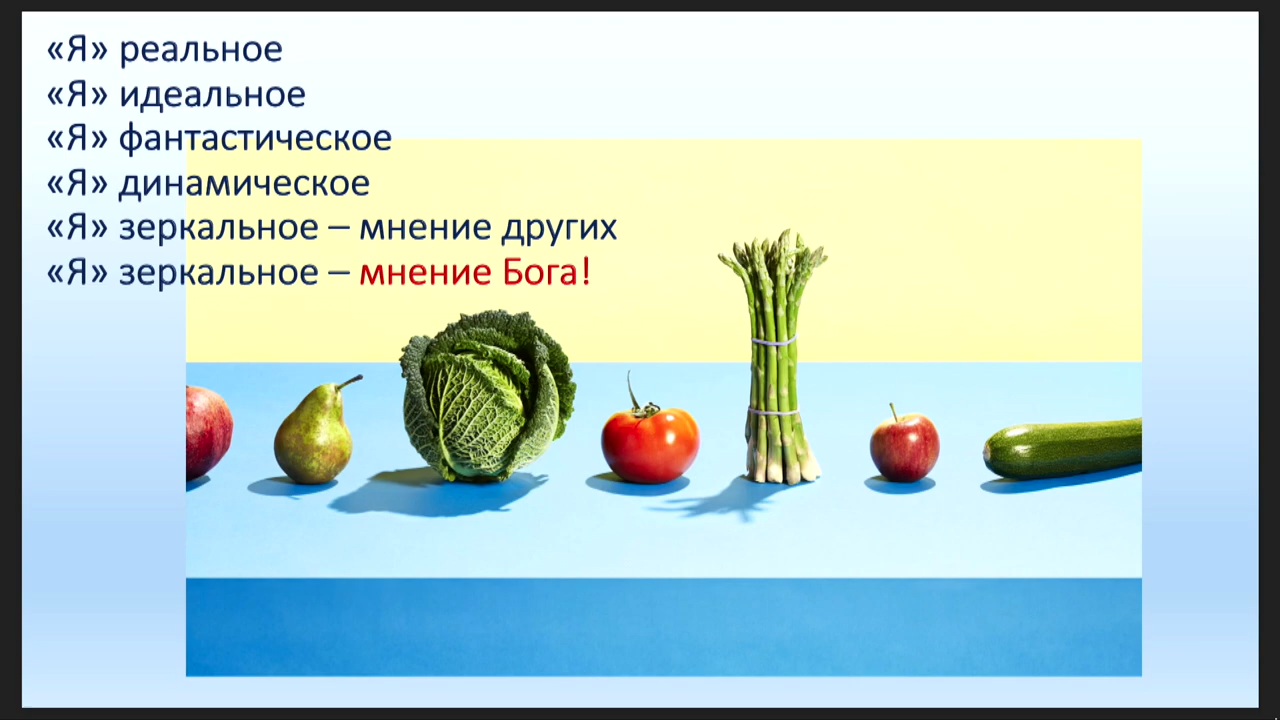 «Я» реальное
«Я» идеальное
«Я» фантастическое
«Я» динамическое
«Я» зеркальное – мнение других
«Я» зеркальное – мнение Бога!